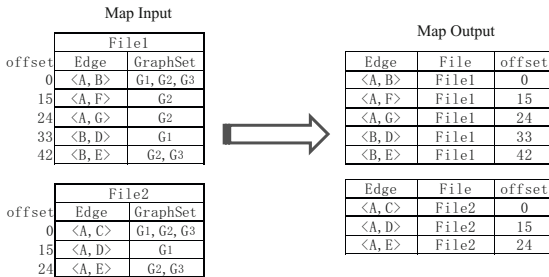 Map Input
File1
offset Edge GraphSet
0 <A, B> G1, G2, G3
15 <A, F> G2
24 <A, G> G2
33 <B, D> G1
42 <B, E> G2, G3
File2
offset Edge GraphSet
0 <A, C> G1, G2, G3
15 <A, D> G1
24 <A, E> G2, G3
Map Output
Edge File offset
<A, B> File1 0
<A, F> File1 15
<A, G> File1 24
<B, D> File1 33
<B, E> File1 42
Edge File offset
<A, C> File2 0
<A, D> File2 15
<A, E> File2 24